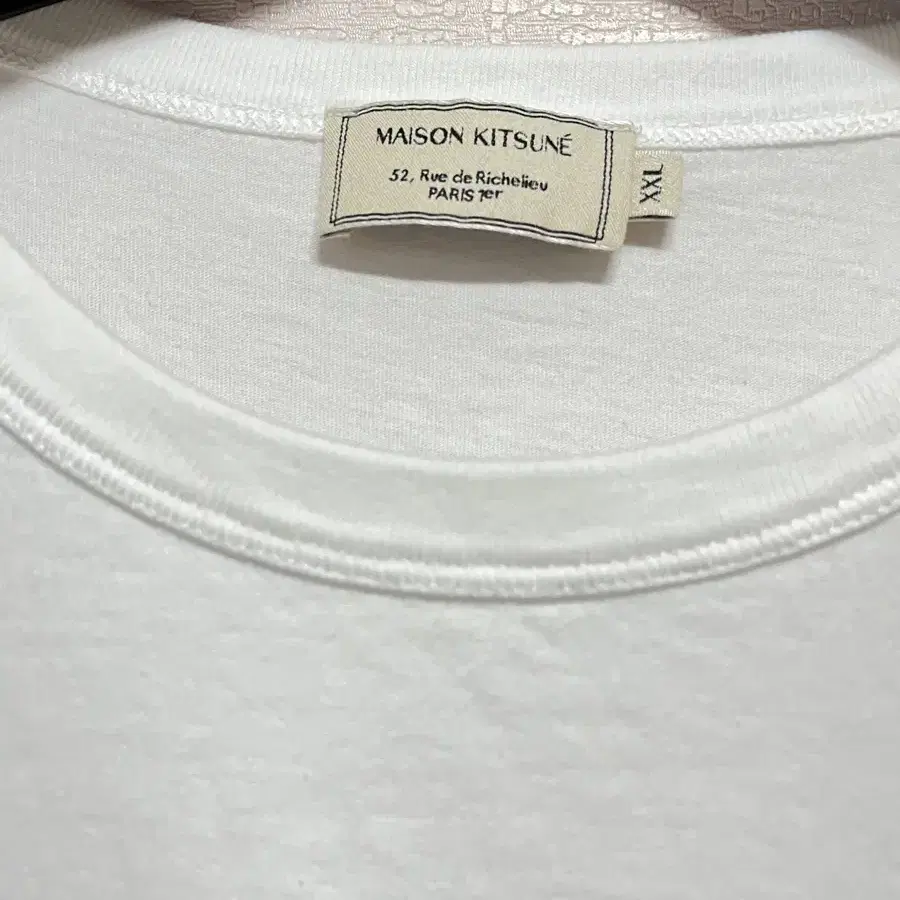 MAISON KITSUNÉ
52, Rue de Richelieu
PARIS 1er
XXL